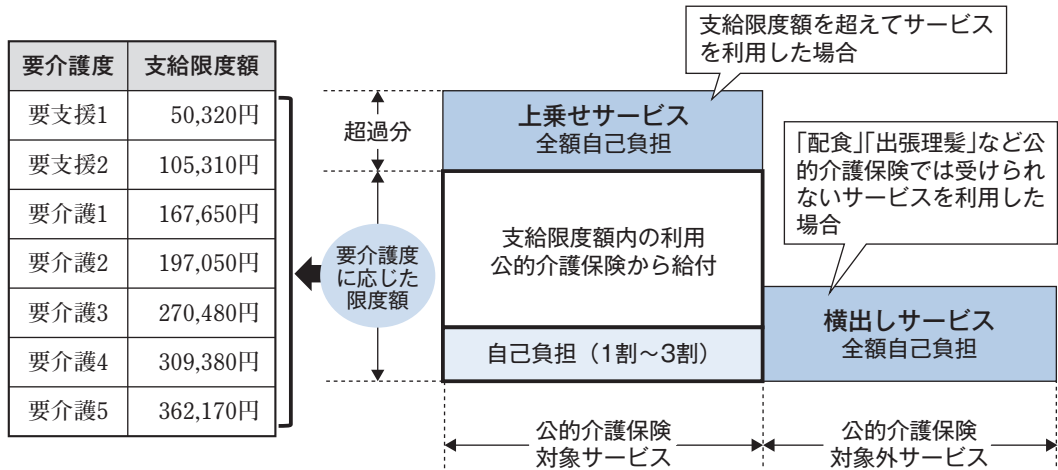 要介護度 支給限度額
要支援1 50,320円
要支援2 105,310円
要介護1 167,650円
要介護2 197,050円
要介護3 270,480円
要介護4 309,380円
要介護5 362,170円
超過分
要介護度
に応じた
限度額
支給限度額を超えてサービス
を利用した場合
上乗せサービス
全額自己負担
「配食」「出張理髪」など公
的介護保険では受けられ
ないサービスを利用した
場合
支給限度額内の利用
公的介護保険から給付
自己負担（1割～3割）
横出しサービス
全額自己負担
公的介護保険
対象サービス
公的介護保険
対象外サービス